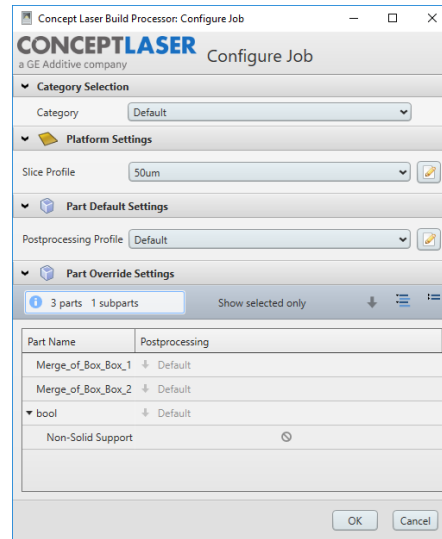 Concept Laser Build Processor: Configure Job
CONCEPTLASER
a GE Additive company
Configure Job
Category Selection
Category Default
Platform Settings
Slice Profile 50um
Part Default Settings
Postprocessing Profile Default
Part Override Settings
3 parts 1 subparts Show selected only
Part Name Postprocessing
Merge_of_Box_Box_1 Default
Merge_of_Box_Box_2 Default
bool Default
Non-Solid Support
OK Cancel